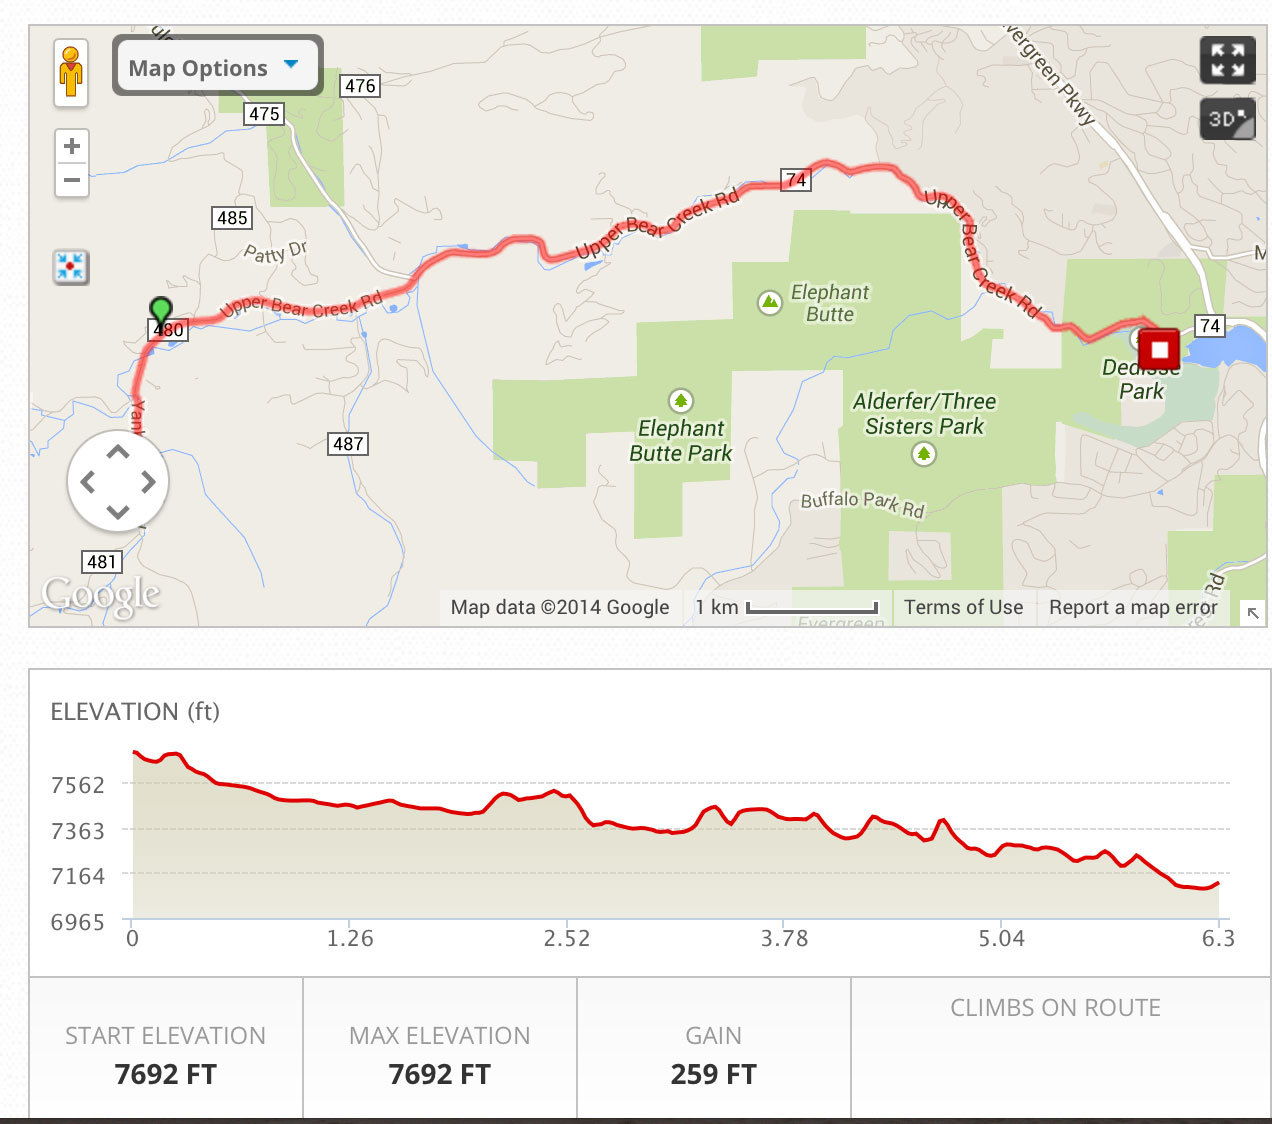 Map Options
476
475
Evergreen Pkwy
3D
74
485
Patty Dr
Upper Bear Creek Rd
Upper Bear Creek Rd
Upper Bear Creek Rd
480
Elephant
Butte
74
Dedisse
Park
Elephant
Butte Park
Alderfer/Three
Sisters Park
487
Buffalo Park Rd
481
Google
Map data ©2014 Google
1 km
Terms of Use
Report a map error
Evergreen
ELEVATION (ft)
7562
7363
7164
6965
0
1.26
2.52
3.78
5.04
6.3
START ELEVATION
7692 FT
MAX ELEVATION
7692 FT
GAIN
259 FT
CLIMBS ON ROUTE